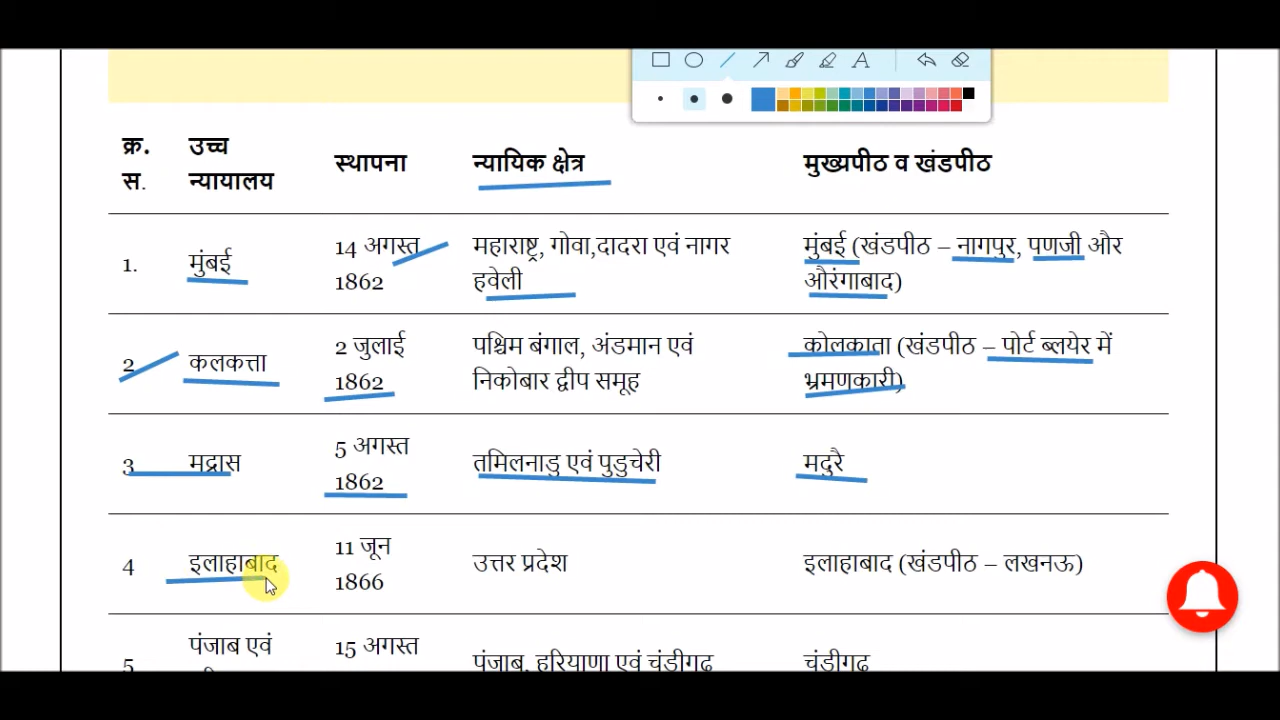 क्र. स. उच्च न्यायालय स्थापना न्यायिक क्षेत्र मुख्यपीठ व खंडपीठ
1. मुंबई 14 अगस्त 1862 महाराष्ट्र, गोवा,दादरा एवं नागर हवेली मुंबई (खंडपीठ – नागपुर, पणजी और औरंगाबाद)
2 कलकत्ता 2 जुलाई 1862 पश्चिम बंगाल, अंडमान एवं निकोबार द्वीप समूह कोलकाता (खंडपीठ – पोर्ट ब्लयेर में भ्रमणकारी)
3 मद्रास 5 अगस्त 1862 तमिलनाडु एवं पुडुचेरी मदुरै
4 इलाहाबाद 11 जून 1866 उत्तर प्रदेश इलाहाबाद (खंडपीठ – लखनऊ)
5 पंजाब एवं 15 अगस्त पंजाब, हरियाणा एवं चंडीगढ़ चंडीगढ़